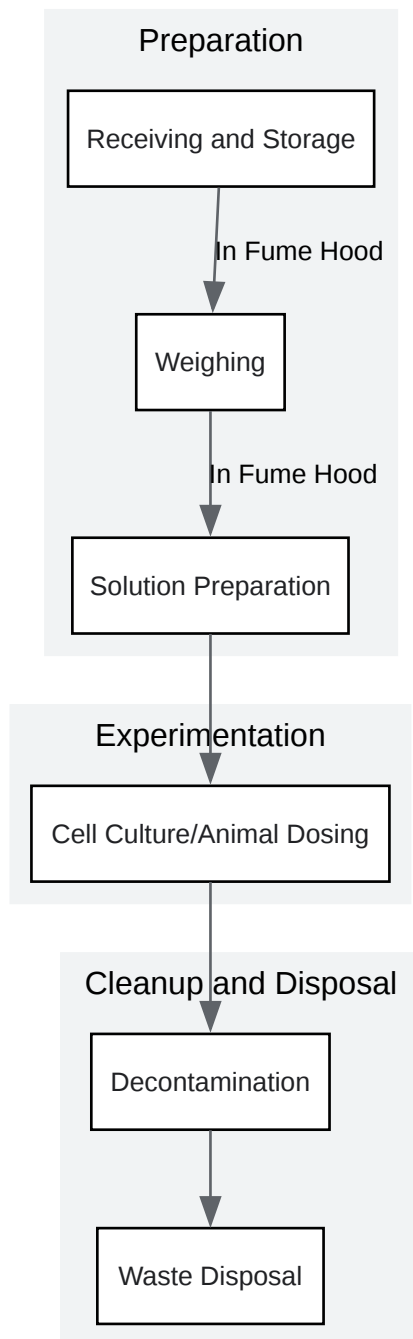 Preparation
Receiving and Storage
In Fume Hood
Weighing
In Fume Hood
Solution Preparation
Experimentation
Cell Culture/Animal Dosing
Cleanup and Disposal
Decontamination
Waste Disposal